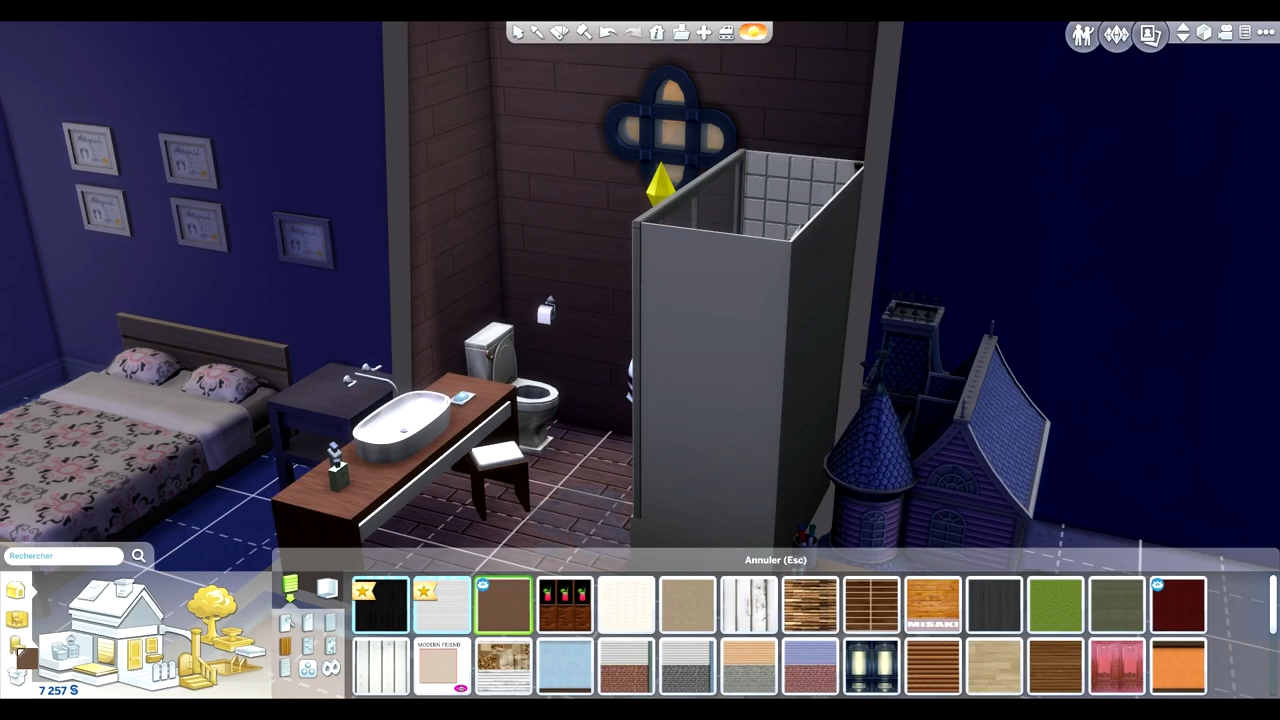 Rechercher
Annuler (Esc)
MISAKI
MODERN FRIEND
7 257 $